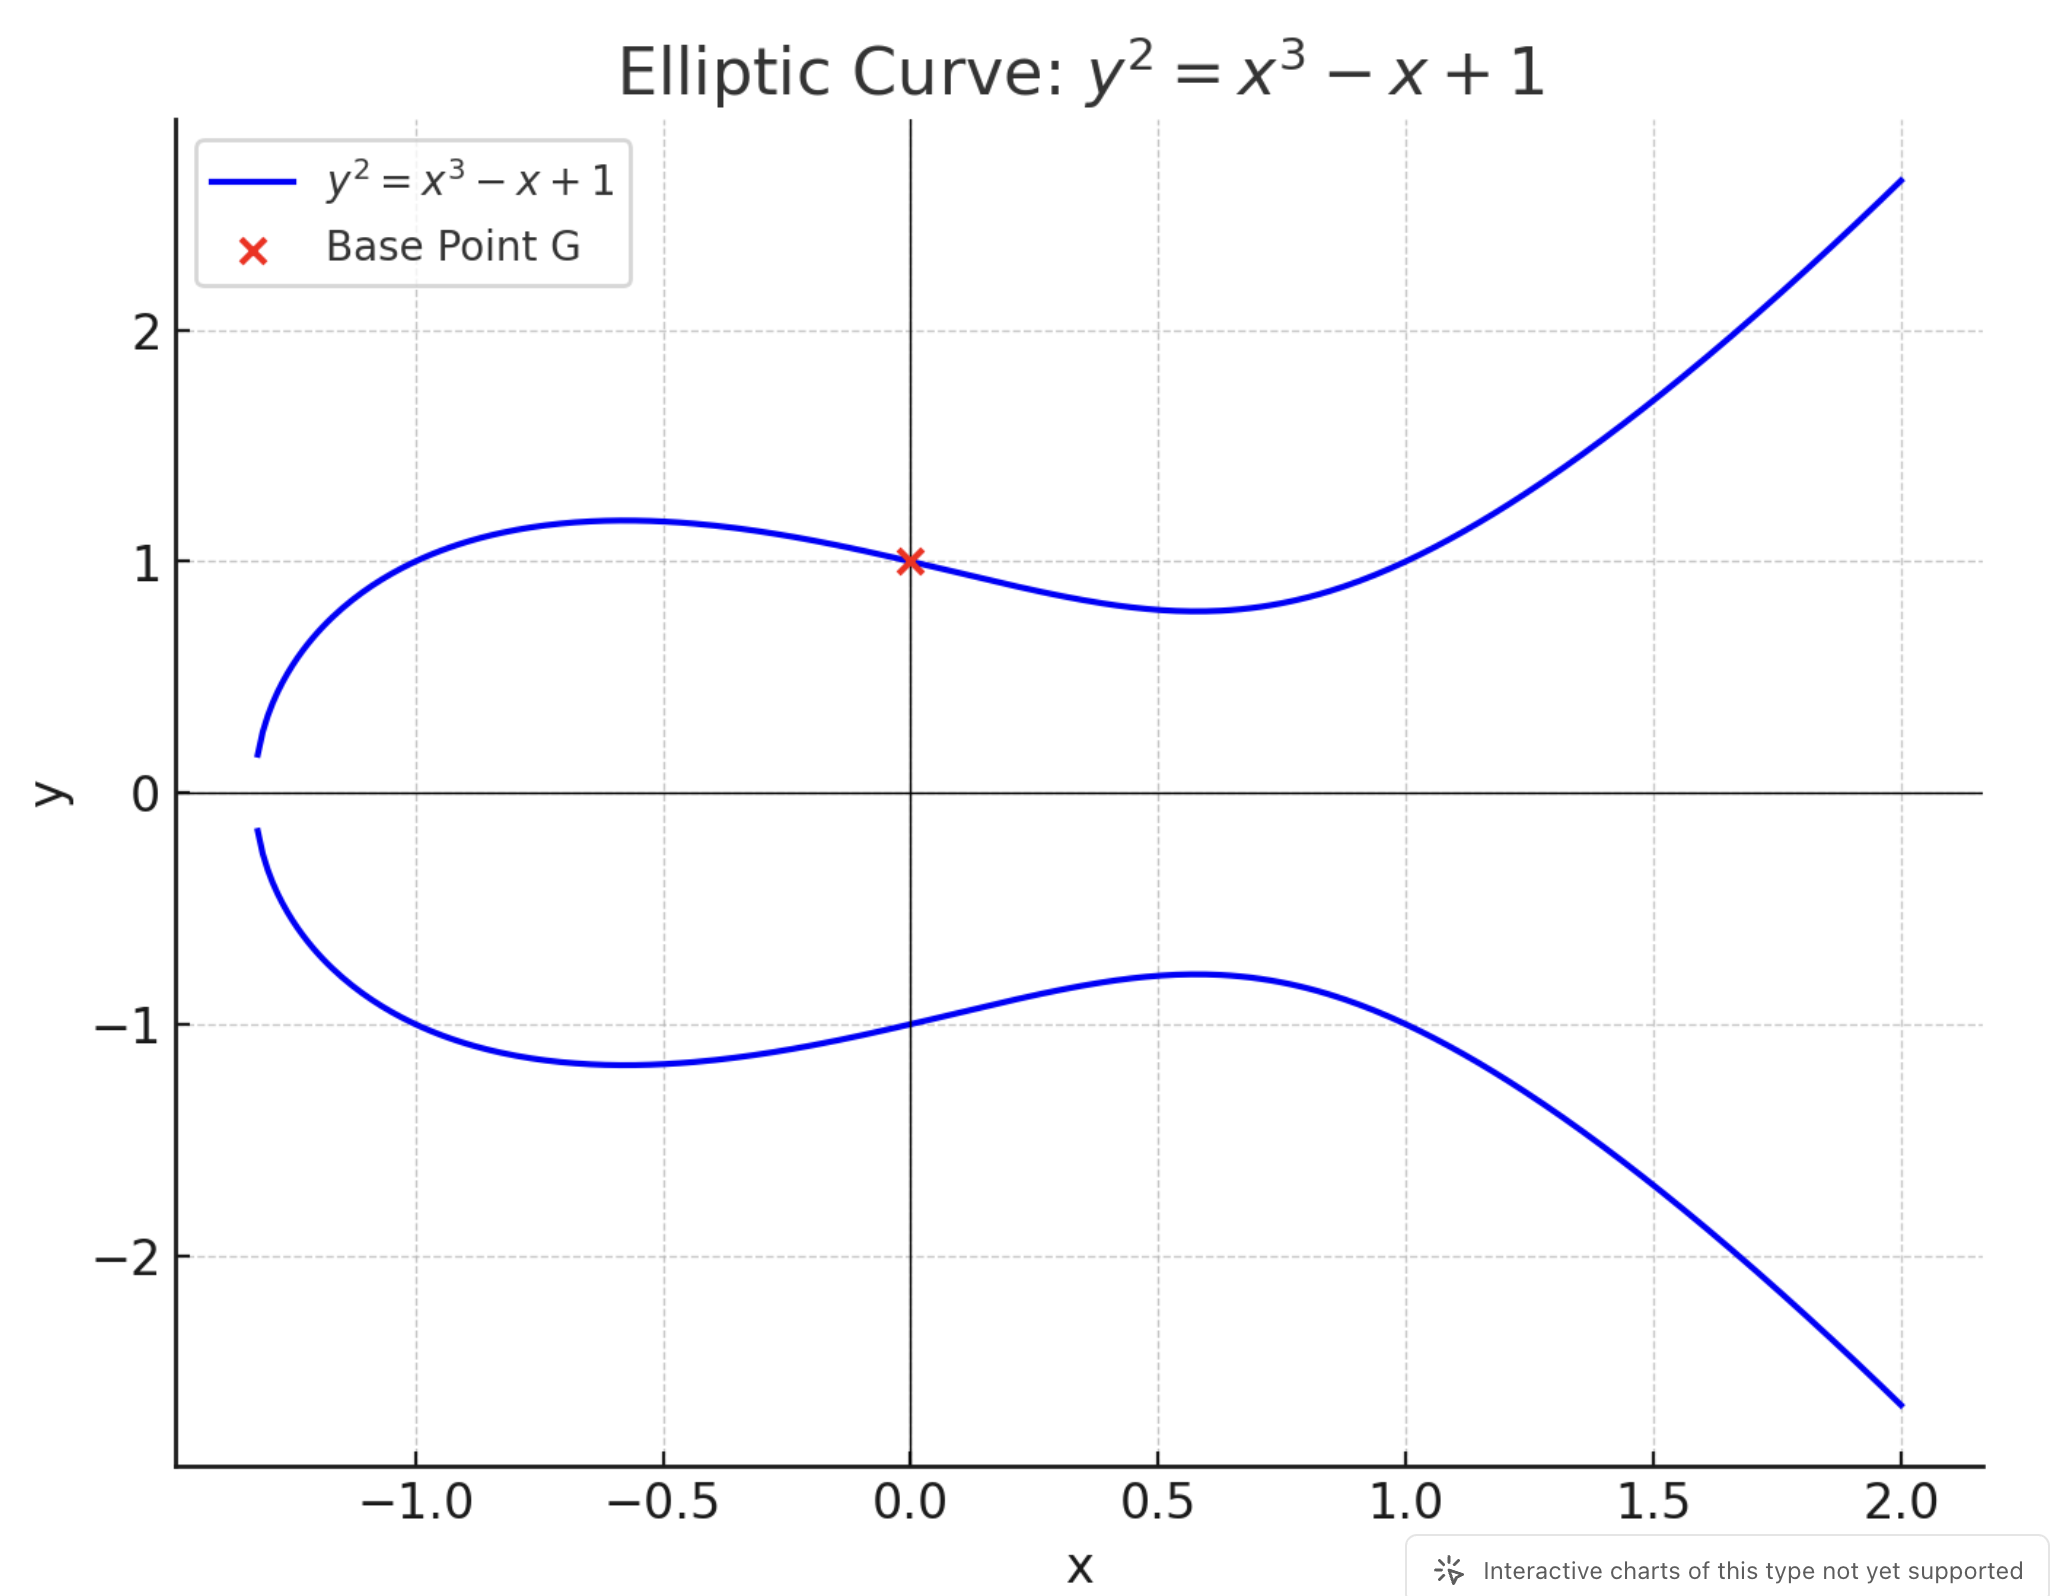 Elliptic Curve: y² = x³ − x + 1
y² = x³ − x + 1
Base Point G
2
1
0
−1
−2
y
−1.0 −0.5 0.0 0.5 1.0 1.5 2.0
x
Interactive charts of this type not yet supported